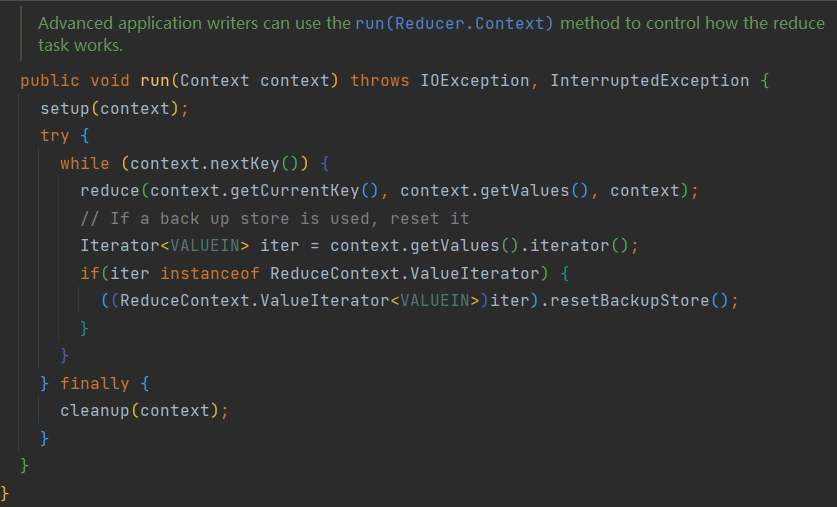 Advanced application writers can use the run(Reducer.Context) method to control how the reduce
task works.
public void run(Context context) throws IOException, InterruptedException {
  setup(context);
  try {
    while (context.nextKey()) {
      reduce(context.getCurrentKey(), context.getValues(), context);
      // If a back up store is used, reset it
      Iterator<VALUEIN> iter = context.getValues().iterator();
      if(iter instanceof ReduceContext.ValueIterator) {
        ((ReduceContext.ValueIterator<VALUEIN>)iter).resetBackupStore();
      }
    }
  } finally {
    cleanup(context);
  }
}
}